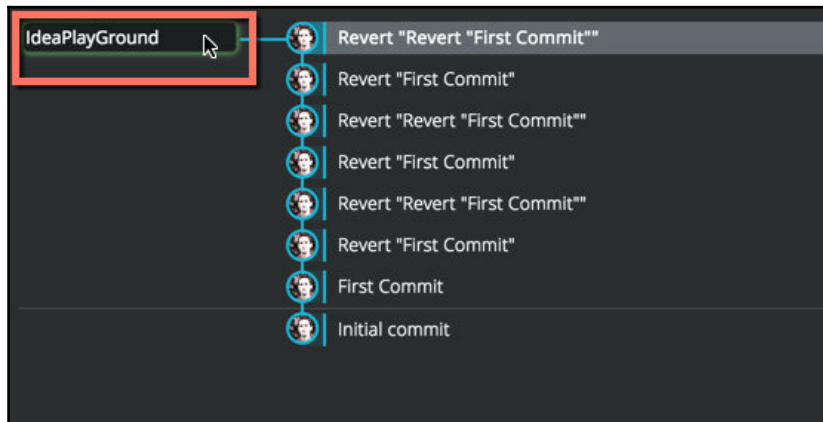 IdeaPlayGround
Revert "Revert "First Commit""
Revert "First Commit"
Revert "Revert "First Commit""
Revert "First Commit"
Revert "Revert "First Commit""
Revert "First Commit"
First Commit
Initial commit